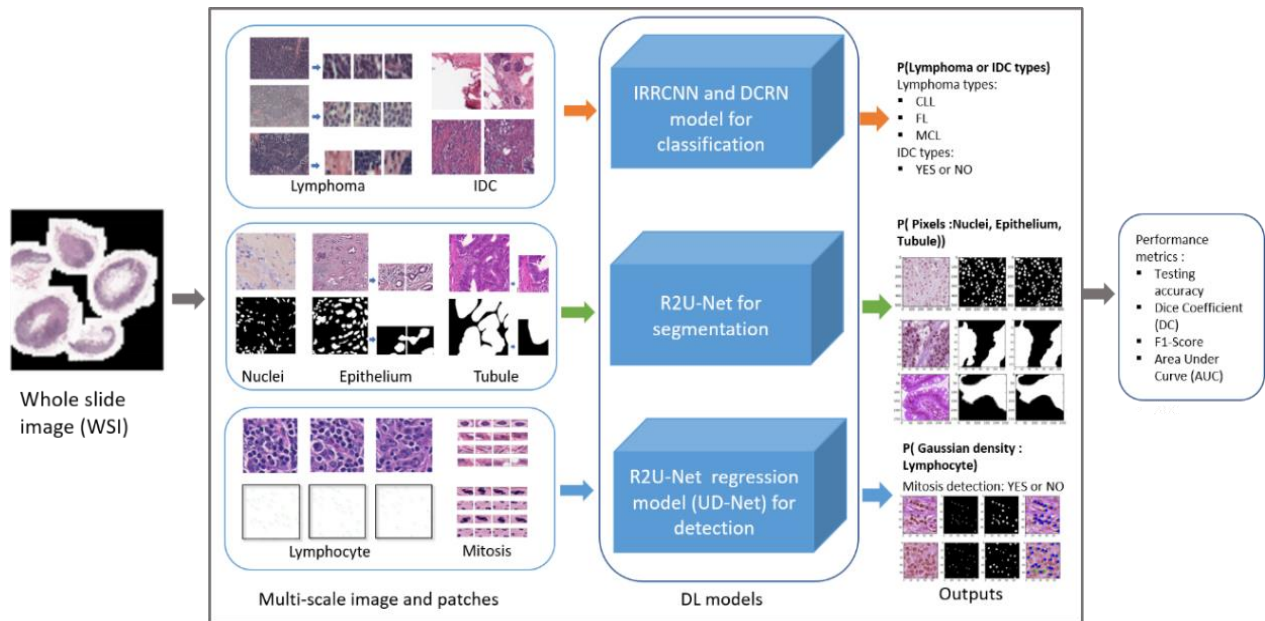 Whole slide
image (WSI)
Lymphoma
IDC
Nuclei
Epithelium
Tubule
Lymphocyte
Mitosis
Multi-scale image and patches
IRRCNN and DCRN
model for
classification
R2U-Net for
segmentation
R2U-Net regression
model (UD-Net) for
detection
DL models
P(Lymphoma or IDC types)
Lymphoma types:
▪ CLL
▪ FL
▪ MCL
IDC types:
▪ YES or NO
P( Pixels :Nuclei, Epithelium,
Tubule))
P( Gaussian density :
Lymphocyte)
Mitosis detection: YES or NO
Outputs
Performance
metrics :
▪ Testing
accuracy
▪ Dice Coefficient
(DC)
▪ F1-Score
▪ Area Under
Curve (AUC)